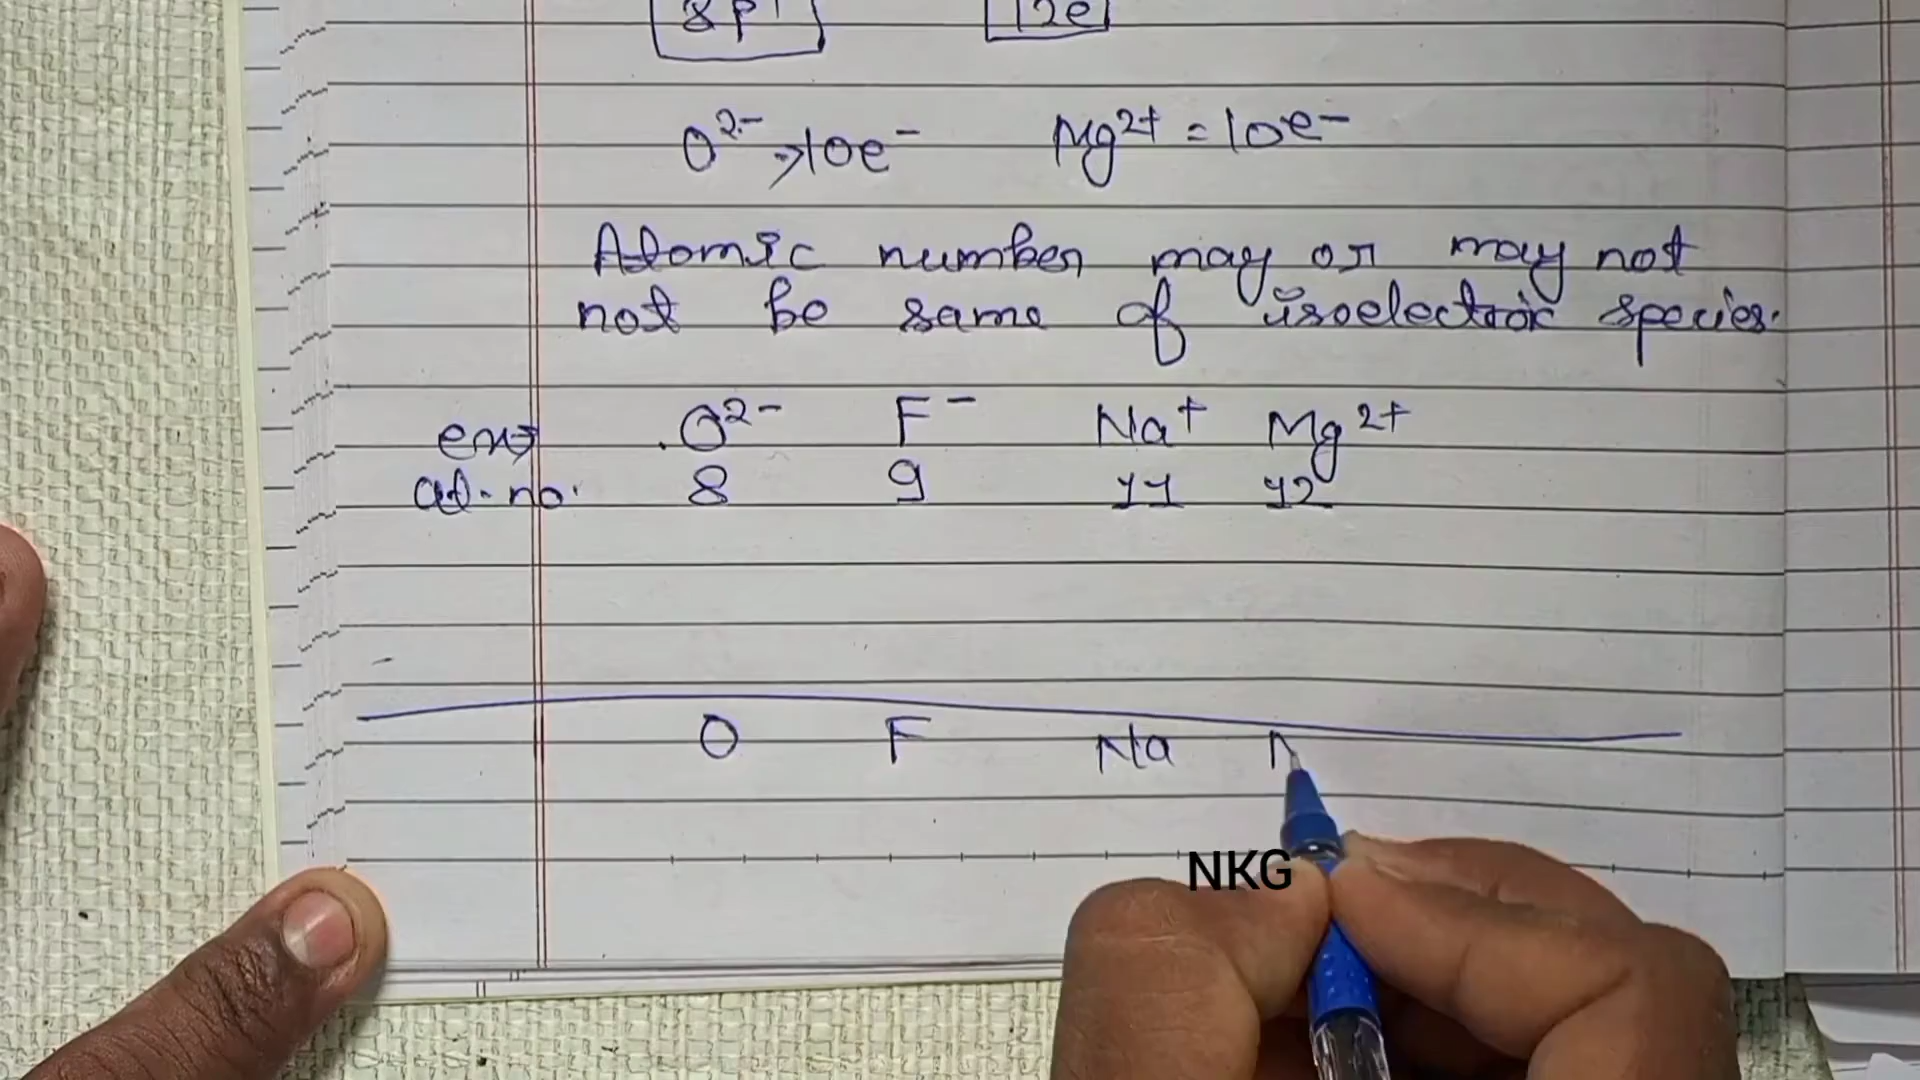 8p
12e
O²⁻ → 10e⁻ Mg²⁺ = 10e⁻
Atomic number may or may not
not be same of isoelectroic species.
ex→ O²⁻ F⁻ Na⁺ Mg²⁺
at. no. 8 9 11 12
O F Na
NKG